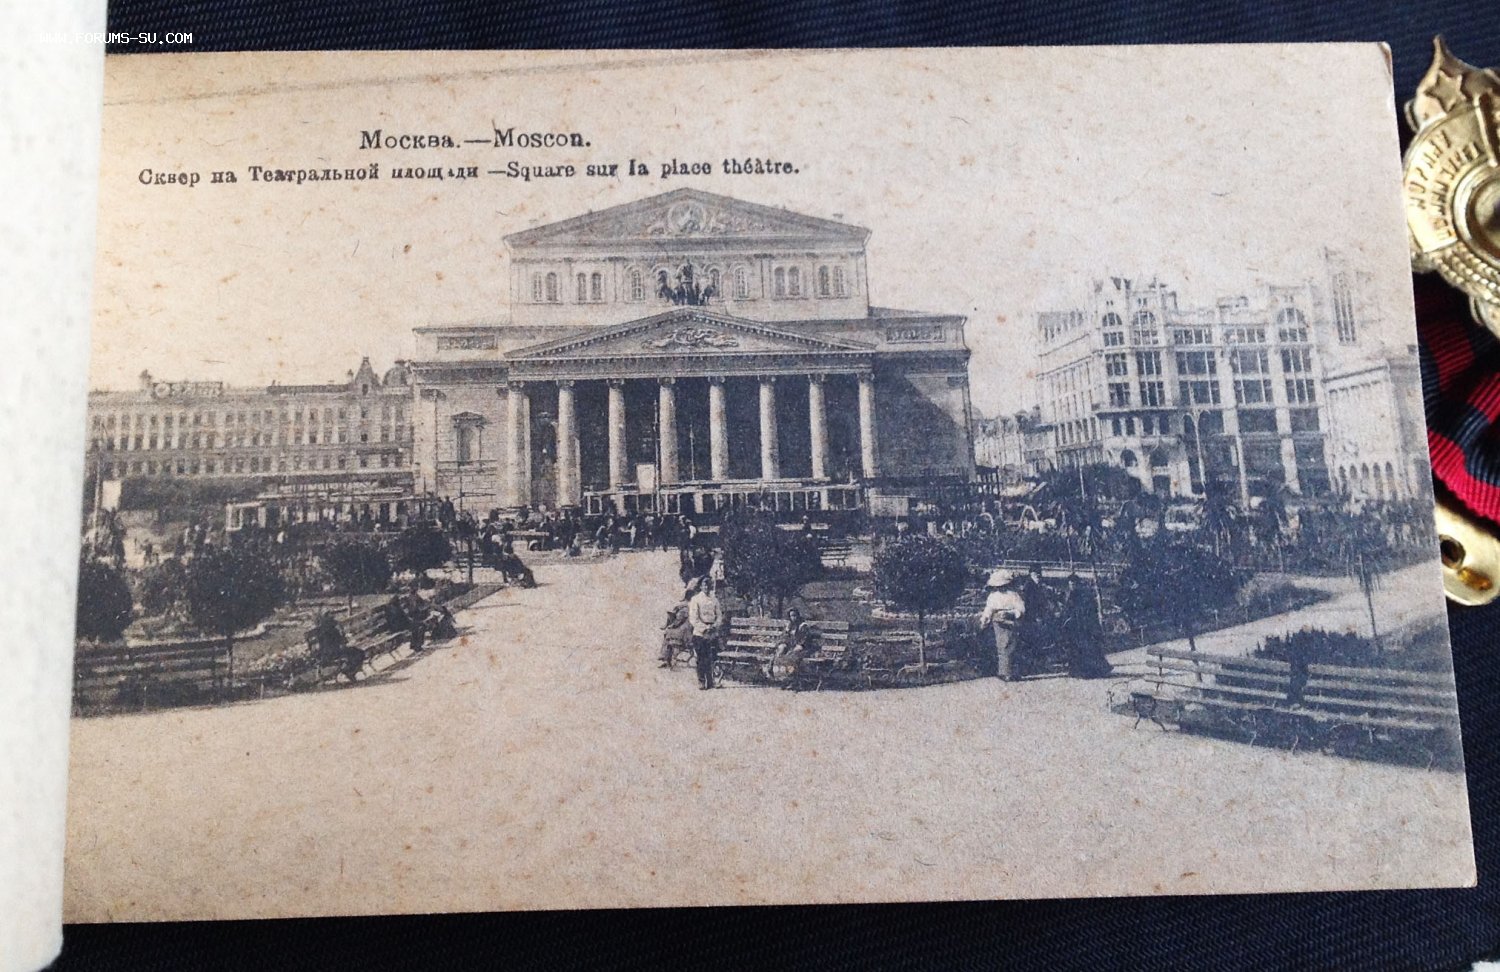 www.forums-su.com
Москва.—Moscou.
Сквер на Театральной площади —Square sur la place théâtre.